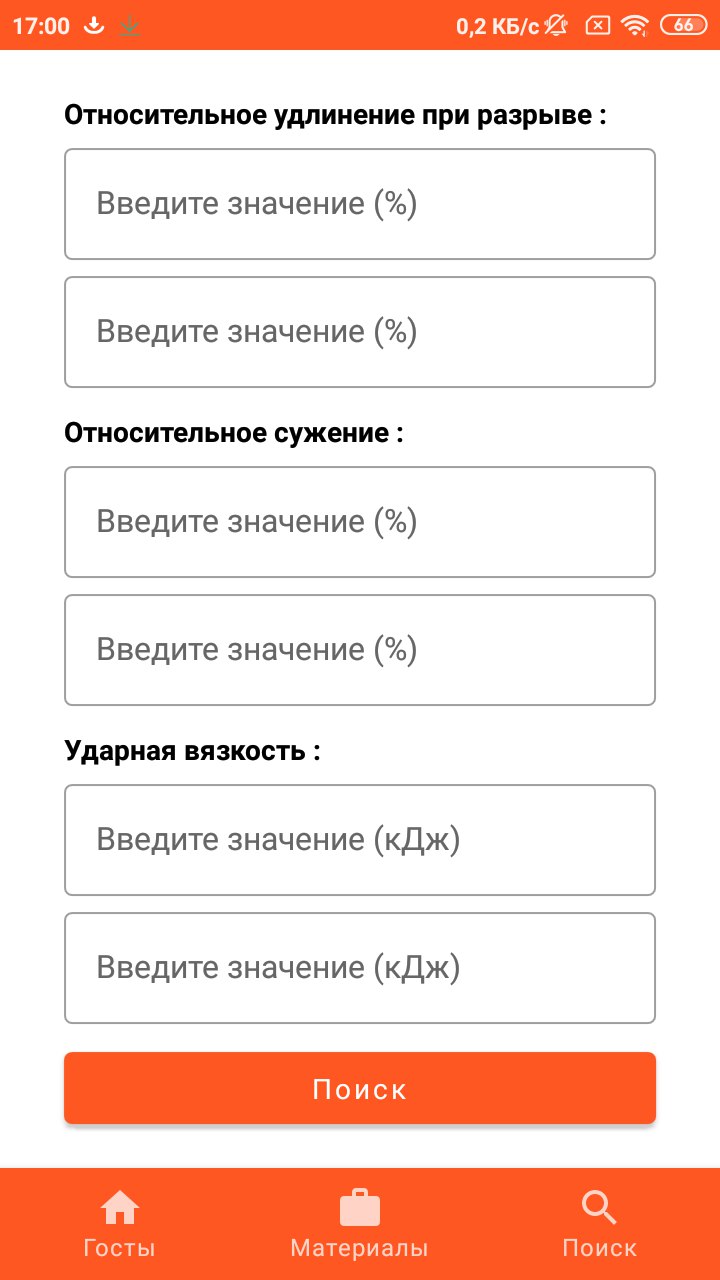 17:00 0,2 КБ/с 66
Относительное удлинение при разрыве :
Введите значение (%)
Введите значение (%)
Относительное сужение :
Введите значение (%)
Введите значение (%)
Ударная вязкость :
Введите значение (кДж)
Введите значение (кДж)
Поиск
Госты Материалы Поиск